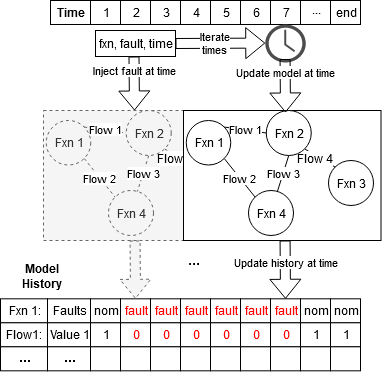 Time 1 2 3 4 5 6 7 ... end
fxn, fault, time
Iterate
times
Inject fault at time
Update model at time
Fxn 1
Flow 1
Fxn 2
Flow
Flow 2
Flow 3
Fxn 4
Fxn 1
Flow 1
Fxn 2
Flow 4
Flow 2
Flow 3
Fxn 3
Fxn 4
Model
History
...
Update history at time
Fxn 1: Faults nom fault fault fault fault fault fault nom nom
Flow1: Value 1 1 0 0 0 0 0 0 1 1
... ...